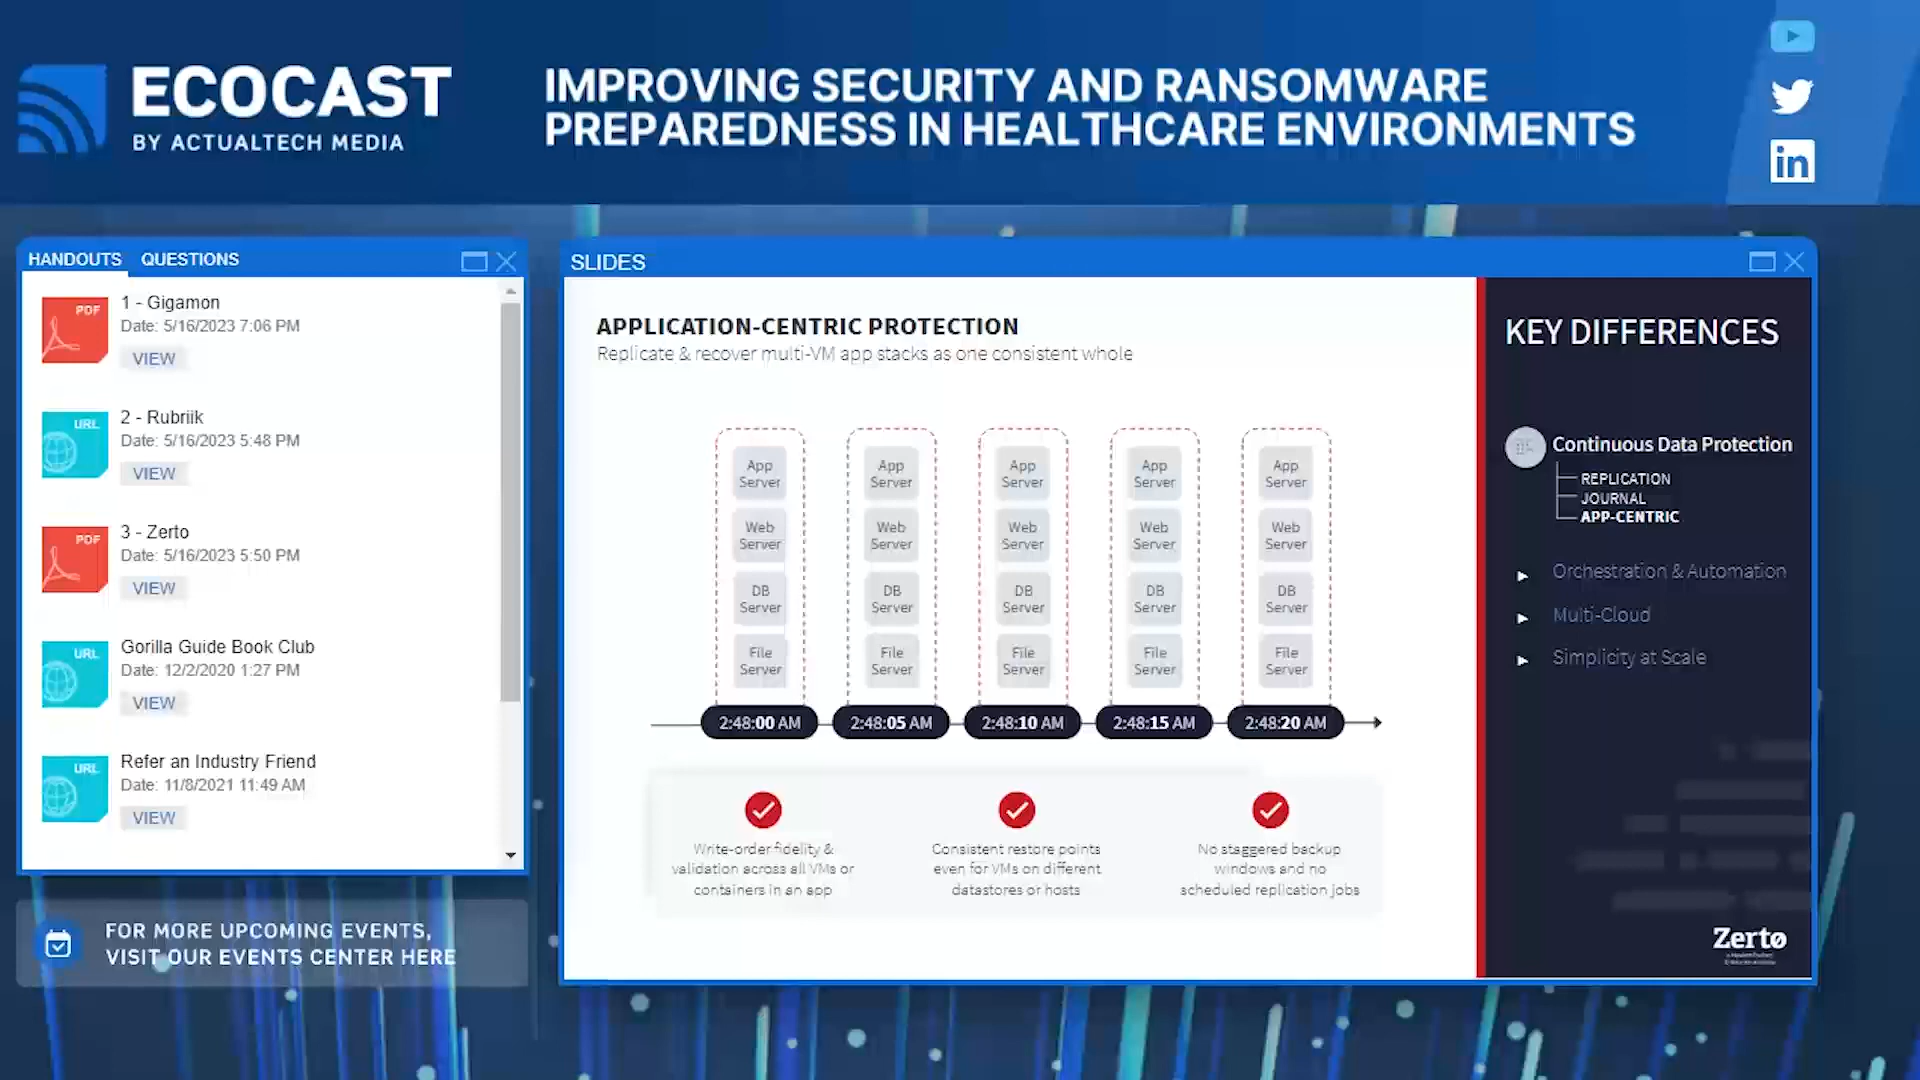 ECOCAST
BY ACTUALTECH MEDIA
IMPROVING SECURITY AND RANSOMWARE
PREPAREDNESS IN HEALTHCARE ENVIRONMENTS
in
HANDOUTS QUESTIONS
PDF
1 - Gigamon
Date: 5/16/2023 7:06 PM
VIEW
URL
2 - Rubriik
Date: 5/16/2023 5:48 PM
VIEW
PDF
3 - Zerto
Date: 5/16/2023 5:50 PM
VIEW
URL
Gorilla Guide Book Club
Date: 12/2/2020 1:27 PM
VIEW
URL
Refer an Industry Friend
Date: 11/8/2021 11:49 AM
VIEW
FOR MORE UPCOMING EVENTS,
VISIT OUR EVENTS CENTER HERE
SLIDES
APPLICATION-CENTRIC PROTECTION
Replicate & recover multi-VM app stacks as one consistent whole
App App App App App
Server Server Server Server Server
Web Web Web Web Web
Server Server Server Server Server
DB DB DB DB DB
Server Server Server Server Server
File File File File File
Server Server Server Server Server
2:48:00 AM 2:48:05 AM 2:48:10 AM 2:48:15 AM 2:48:20 AM
Write-order fidelity &
validation across all VMs or
containers in an app
Consistent restore points
even for VMs on different
datastores or hosts
No staggered backup
windows and no
scheduled replication jobs
KEY DIFFERENCES
Continuous Data Protection
REPLICATION
JOURNAL
APP-CENTRIC
Orchestration & Automation
Multi-Cloud
Simplicity at Scale
Zerto